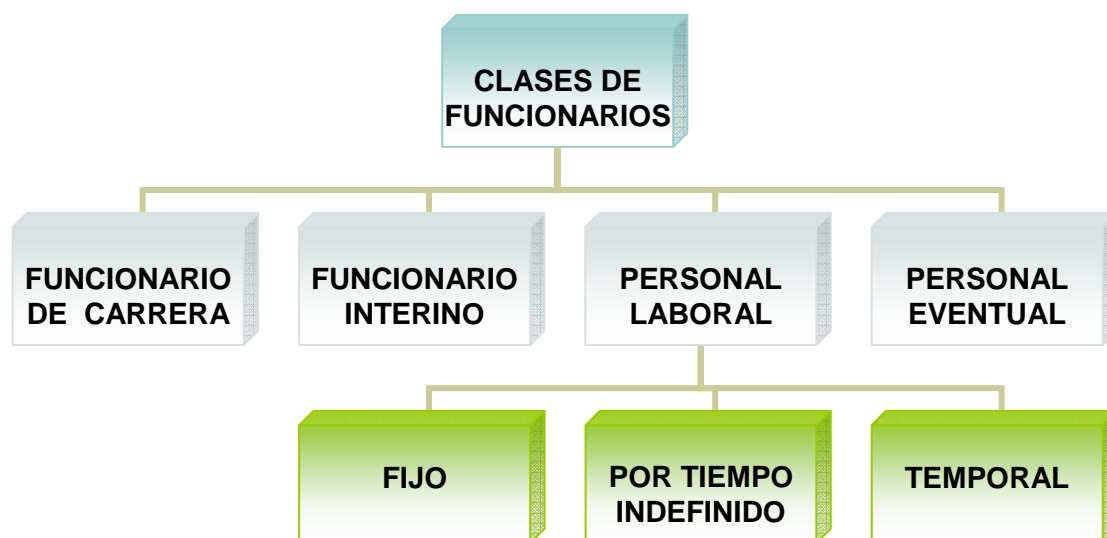 CLASES DE
FUNCIONARIOS
FUNCIONARIO
DE CARRERA
FUNCIONARIO
INTERINO
PERSONAL
LABORAL
PERSONAL
EVENTUAL
FIJO
POR TIEMPO
INDEFINIDO
TEMPORAL